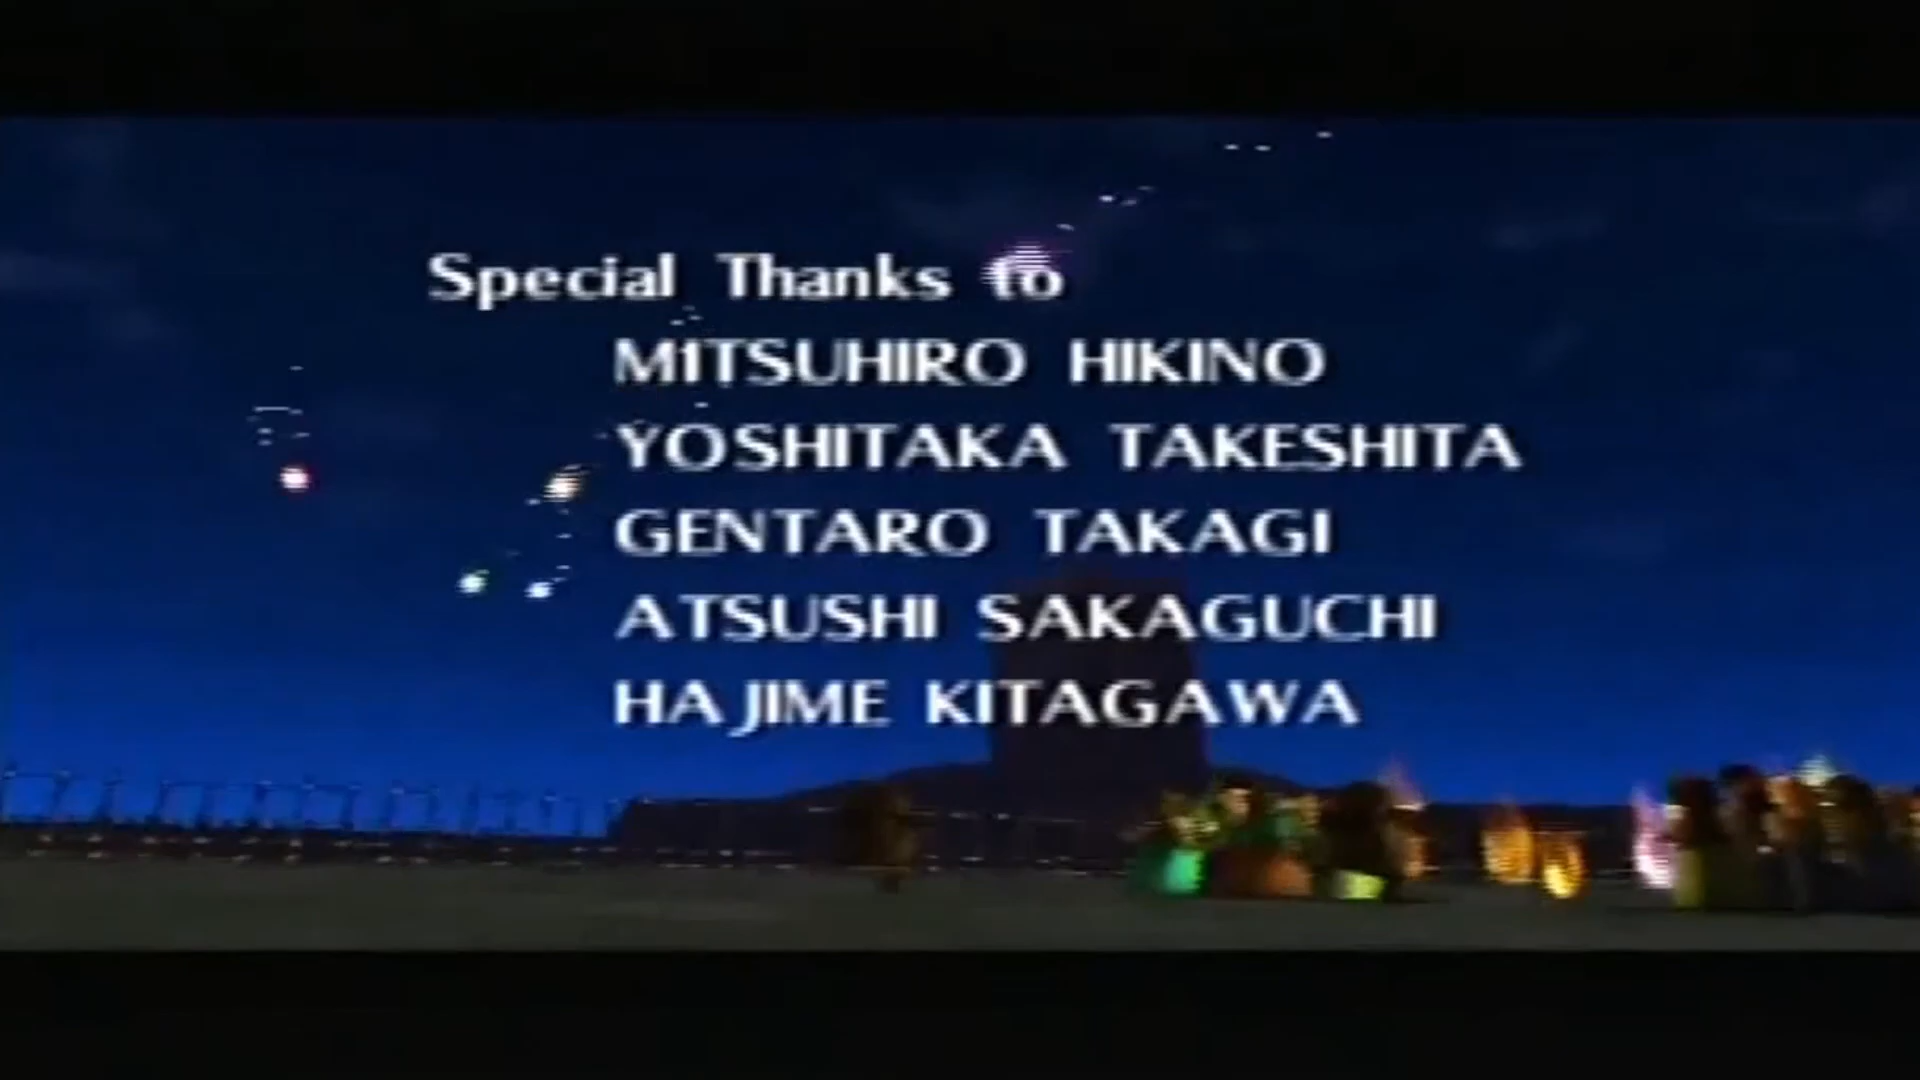 Special Thanks to
MITSUHIRO HIKINO
YOSHITAKA TAKESHITA
GENTARO TAKAGI
ATSUSHI SAKAGUCHI
HAJIME KITAGAWA